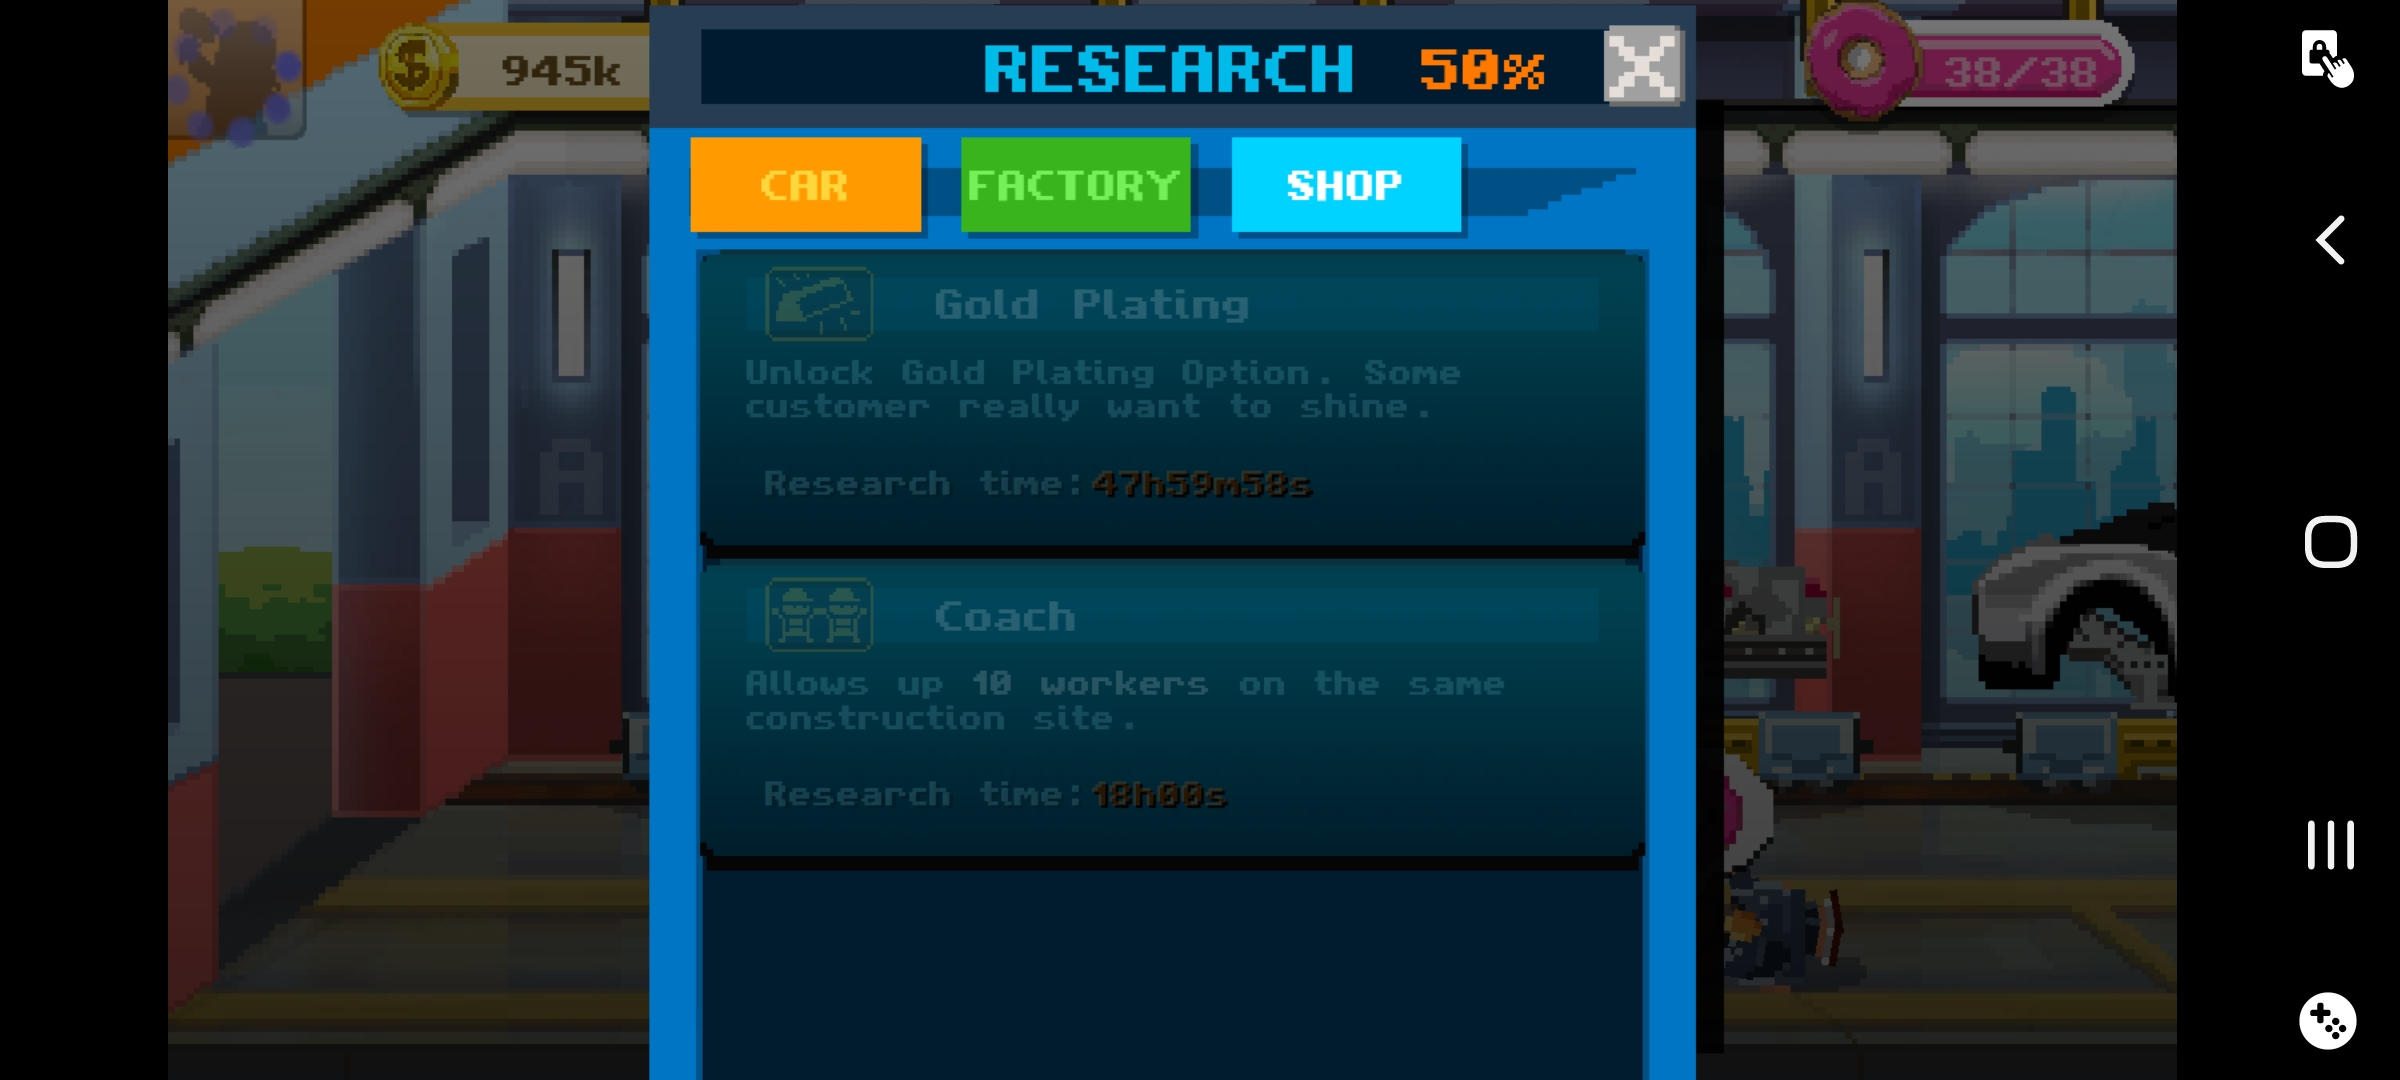 945k
RESEARCH 50%
38/38
CAR FACTORY SHOP
Gold Plating
Unlock Gold Plating Option. Some
customer really want to shine.
Research time:47h59m58s
A
A
Coach
Allows up 10 workers on the same
construction site.
Research time:18h00s